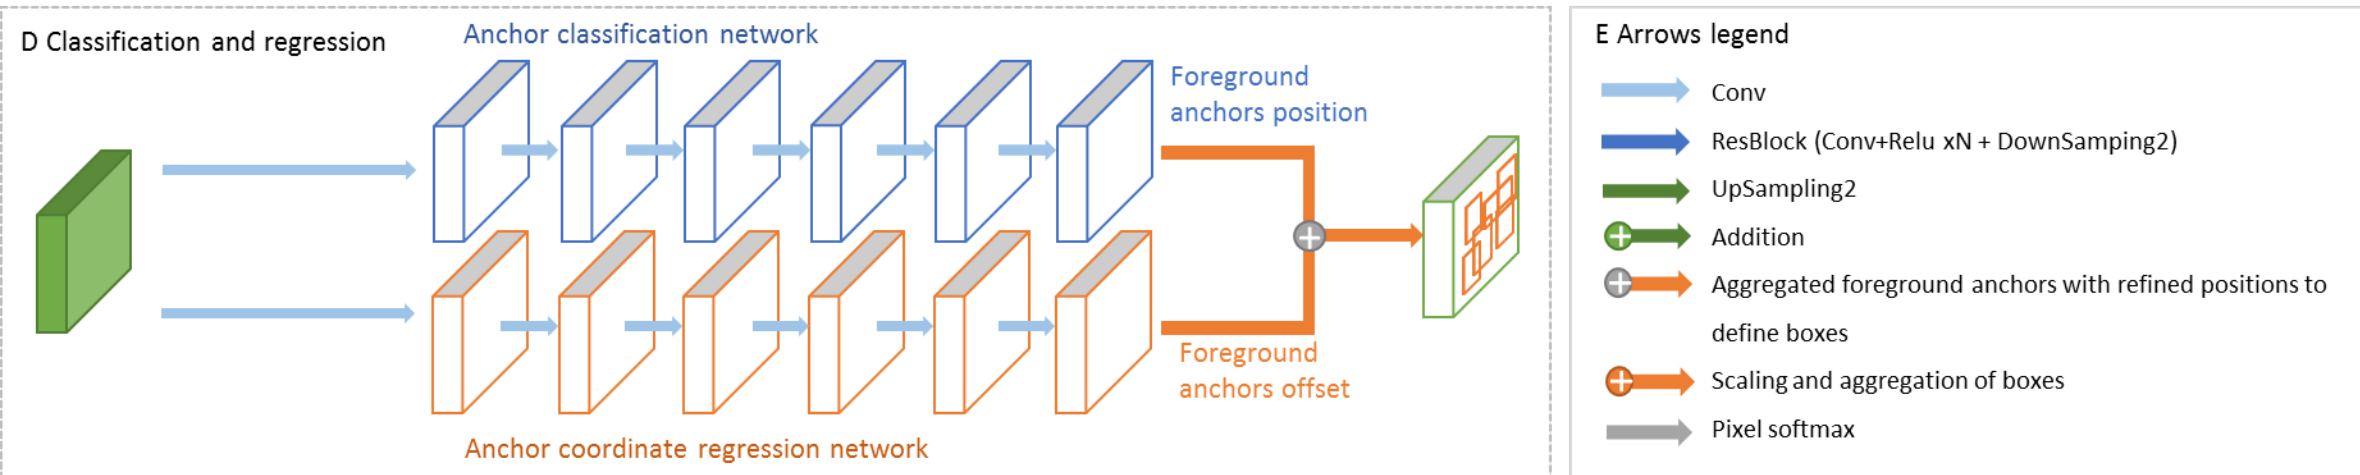 D Classification and regression
Anchor classification network
Foreground
anchors position
Foreground
anchors offset
Anchor coordinate regression network
E Arrows legend
Conv
ResBlock (Conv+Relu xN + DownSamping2)
UpSampling2
Addition
Aggregated foreground anchors with refined positions to
define boxes
Scaling and aggregation of boxes
Pixel softmax